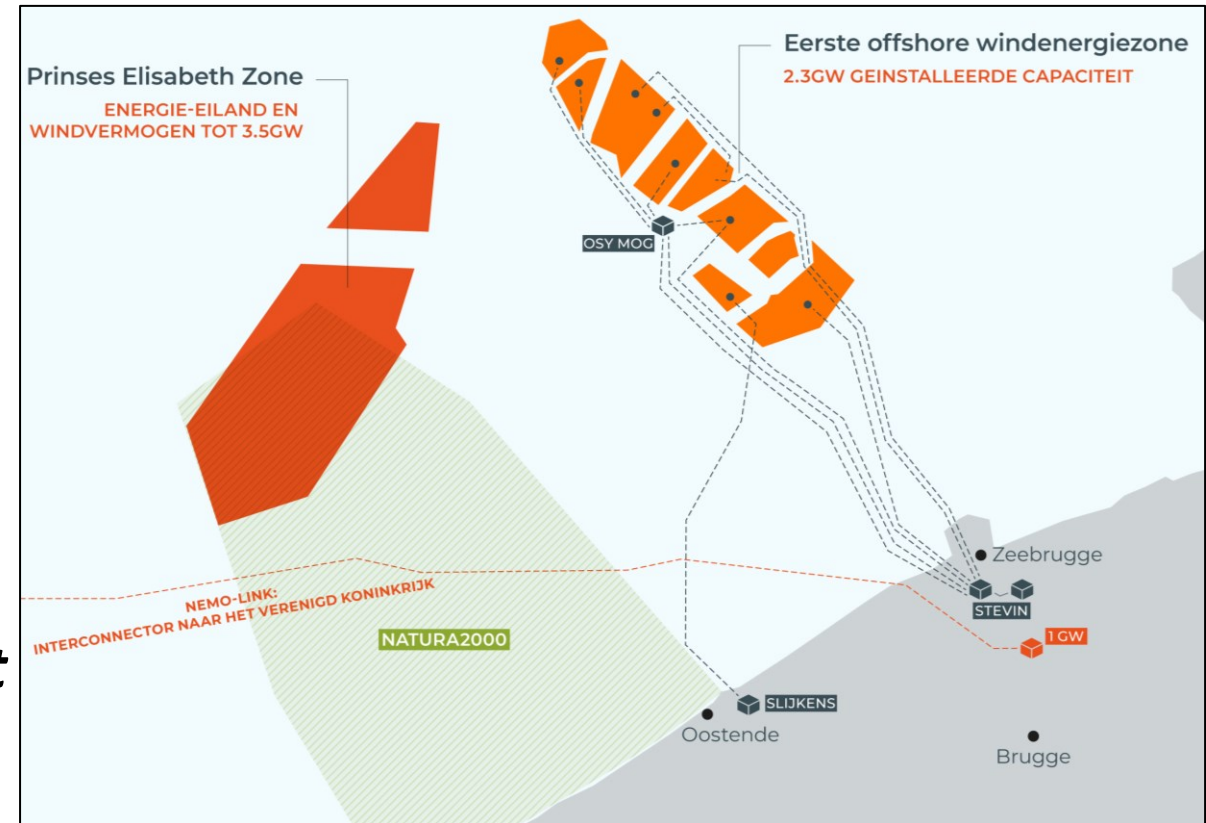 Prinses Elisabeth Zone
ENERGIE-EILAND EN
WINDVERMOGEN TOT 3.5GW
Eerste offshore windenergiezone
2.3GW GEINSTALLEERDE CAPACITEIT
OSY MOG
Zeebrugge
STEVIN
1 GW
NEMO-LINK:
INTERCONNECTOR NAAR HET VERENIGD KONINKRIJK
NATURA2000
SLIJKENS
Oostende
Brugge
t